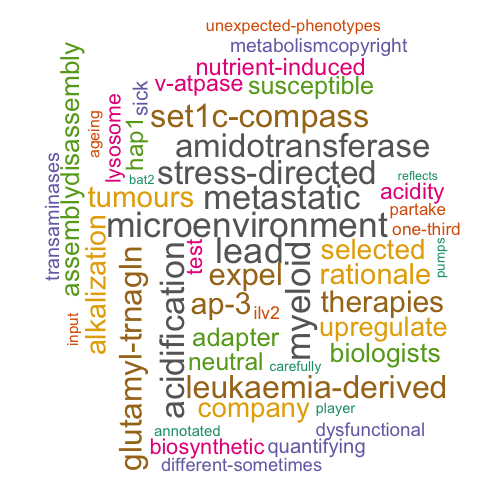 unexpected-phenotypes
metabolismcopyright
nutrient-induced
v-atpase
susceptible
sick
lysosome
ageing
hap1
assemblydisassembly
transaminases
set1c-compass
amidotransferase
stress-directed
bat2
reflects
tumours
metastatic
acidity
partake
microenvironment
one-third
alkalization
acidification
test
lead
myeloid
selected
pumps
expel
rationale
glutamyl-trnagln
ap-3
ilv2
therapies
input
adapter
upregulate
neutral
carefully
biologists
leukaemia-derived
company
player
annotated
dysfunctional
biosynthetic
quantifying
different-sometimes